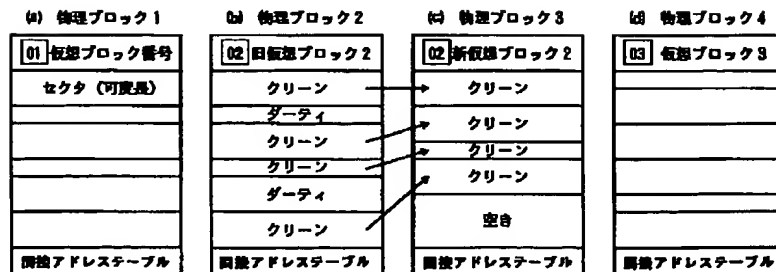 (a) 物理ブロック1
01 仮想ブロック番号
セクタ (可変長)
間接アドレステーブル
(b) 物理ブロック2
02 旧仮想ブロック2
クリーン
ダーティ
クリーン
クリーン
ダーティ
クリーン
間接アドレステーブル
(c) 物理ブロック3
02 新仮想ブロック2
クリーン
クリーン
クリーン
クリーン
空き
間接アドレステーブル
(d) 物理ブロック4
03 仮想ブロック3
間接アドレステーブル